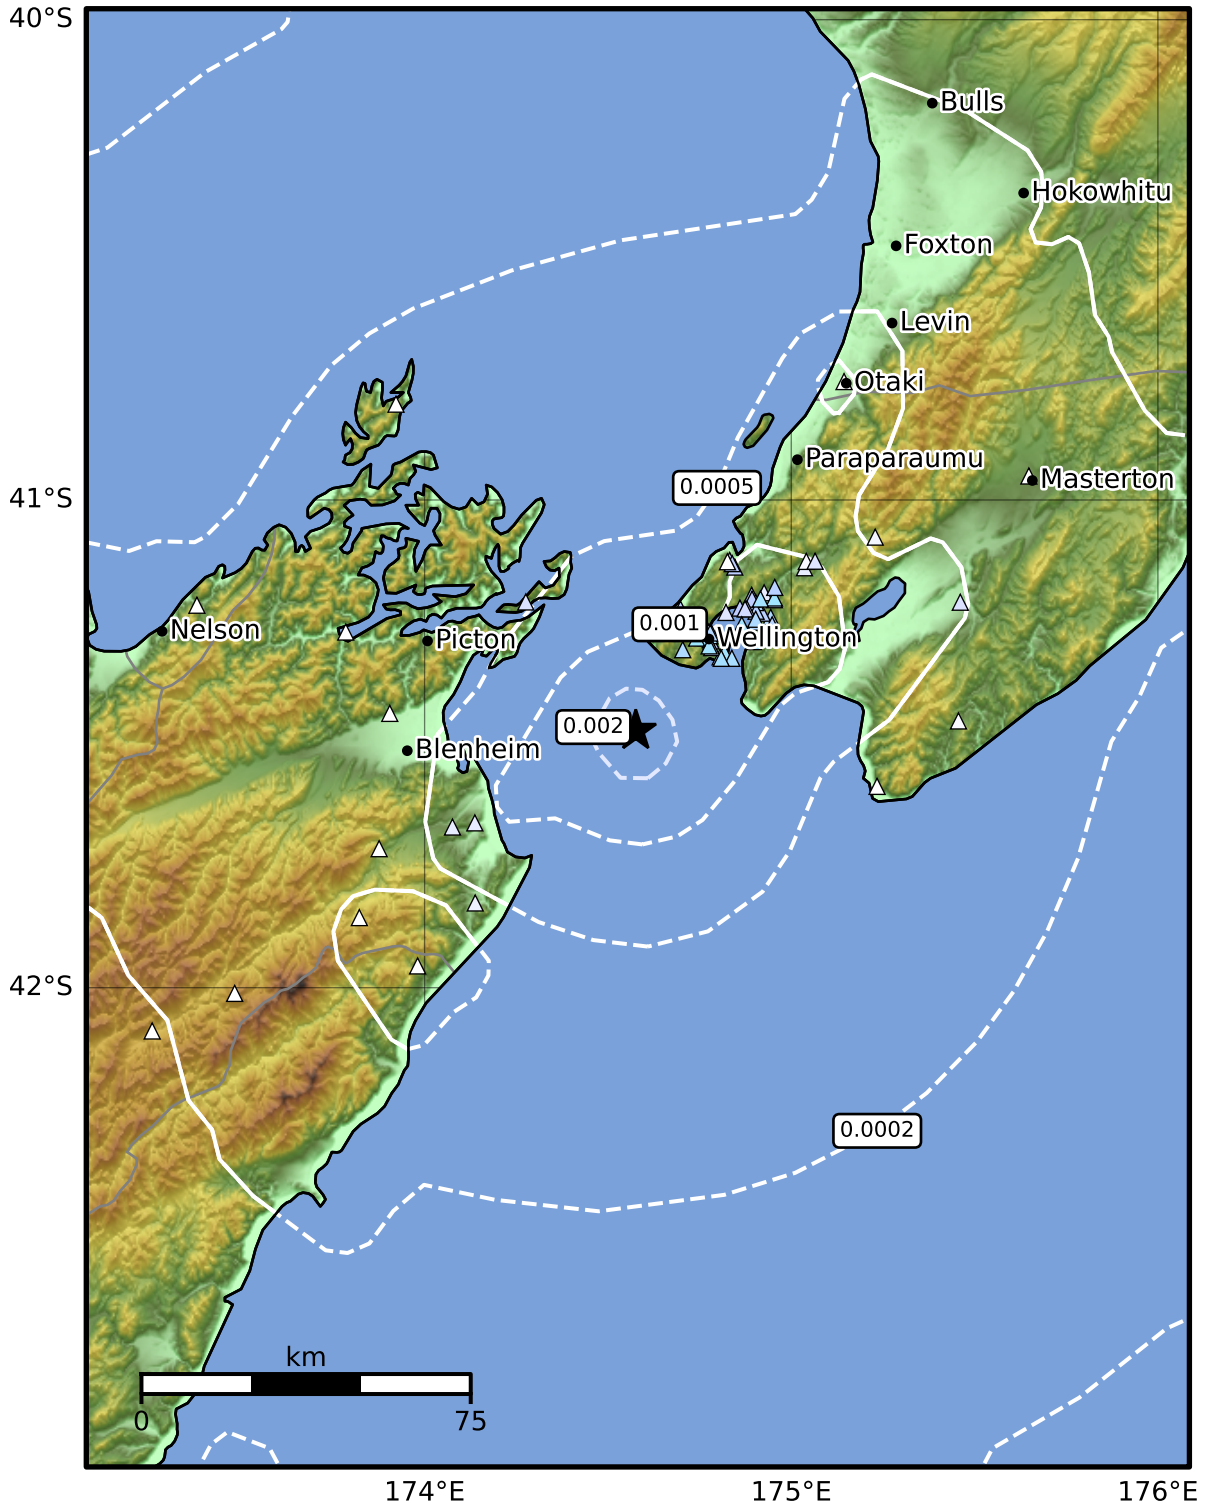 40°S
Bulls
Hokowhitu
Foxton
Levin
Otaki
Paraparaumu
Masterton
0.0005
41°S
Nelson
Picton
0.001
Wellington
0.002
Blenheim
42°S
0.0002
km
0
75
174°E
175°E
176°E